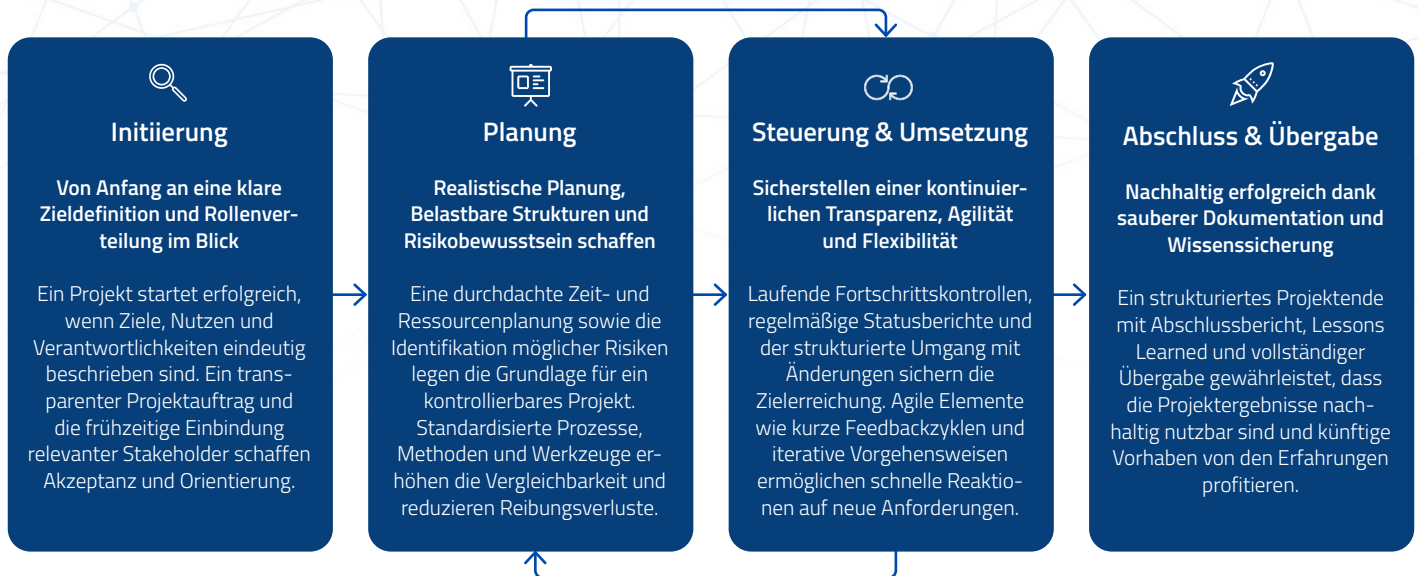 Initiierung
Von Anfang an eine klare
Zieldefinition und Rollenver-
teilung im Blick
Ein Projekt startet erfolgreich,
wenn Ziele, Nutzen und
Verantwortlichkeiten eindeutig
beschrieben sind. Ein trans-
parenter Projektauftrag und
die frühzeitige Einbindung
relevanter Stakeholder schaffen
Akzeptanz und Orientierung.
Planung
Realistische Planung,
Belastbare Strukturen und
Risikobewusstsein schaffen
Eine durchdachte Zeit- und
Ressourcenplanung sowie die
Identifikation möglicher Risiken
legen die Grundlage für ein
kontrollierbares Projekt.
Standardisierte Prozesse,
Methoden und Werkzeuge er-
höhen die Vergleichbarkeit und
reduzieren Reibungsverluste.
Steuerung & Umsetzung
Sicherstellen einer kontinuier-
lichen Transparenz, Agilität
und Flexibilität
Laufende Fortschrittskontrollen,
regelmäßige Statusberichte und
der strukturierte Umgang mit
Änderungen sichern die
Zielerreichung. Agile Elemente
wie kurze Feedbackzyklen und
iterative Vorgehensweisen
ermöglichen schnelle Reaktio-
nen auf neue Anforderungen.
Abschluss & Übergabe
Nachhaltig erfolgreich dank
sauberer Dokumentation und
Wissenssicherung
Ein strukturiertes Projektende
mit Abschlussbericht, Lessons
Learned und vollständiger
Übergabe gewährleistet, dass
die Projektergebnisse nach-
haltig nutzbar sind und künftige
Vorhaben von den Erfahrungen
profitieren.